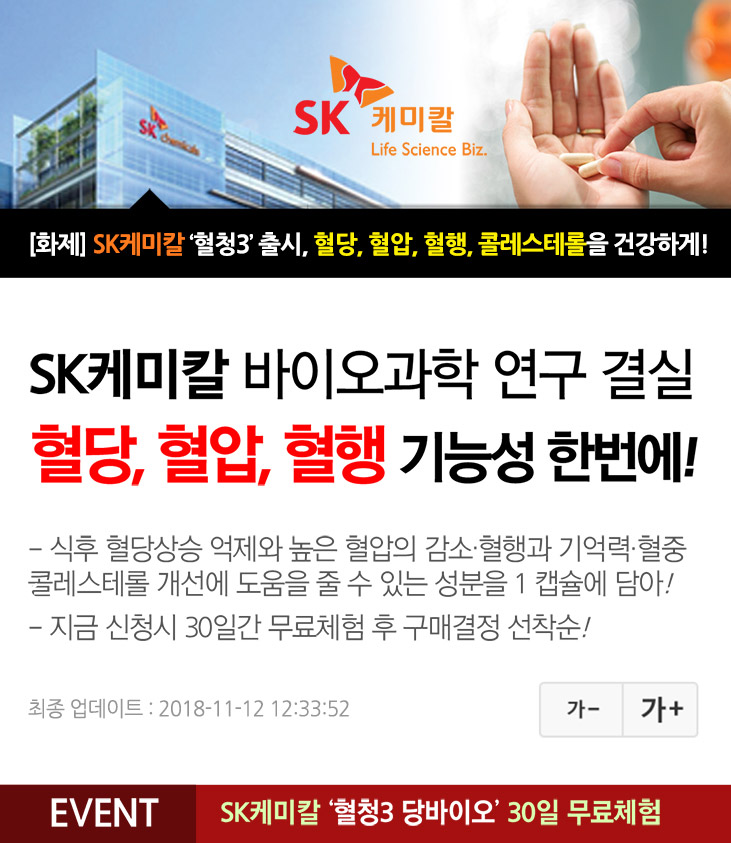 SK chemicals
SK 케미칼
Life Science Biz.
[화제] SK케미칼 ‘혈청3’ 출시, 혈당, 혈압, 혈행, 콜레스테롤을 건강하게!
SK케미칼 바이오과학 연구 결실
혈당, 혈압, 혈행 기능성 한번에!
- 식후 혈당상승 억제와 높은 혈압의 감소·혈행과 기억력·혈중
콜레스테롤 개선에 도움을 줄 수 있는 성분을 1 캡슐에 담아!
- 지금 신청시 30일간 무료체험 후 구매결정 선착순!
최종 업데이트 : 2018-11-12 12:33:52
가- 가+
EVENT SK케미칼 ‘혈청3 당바이오’ 30일 무료체험